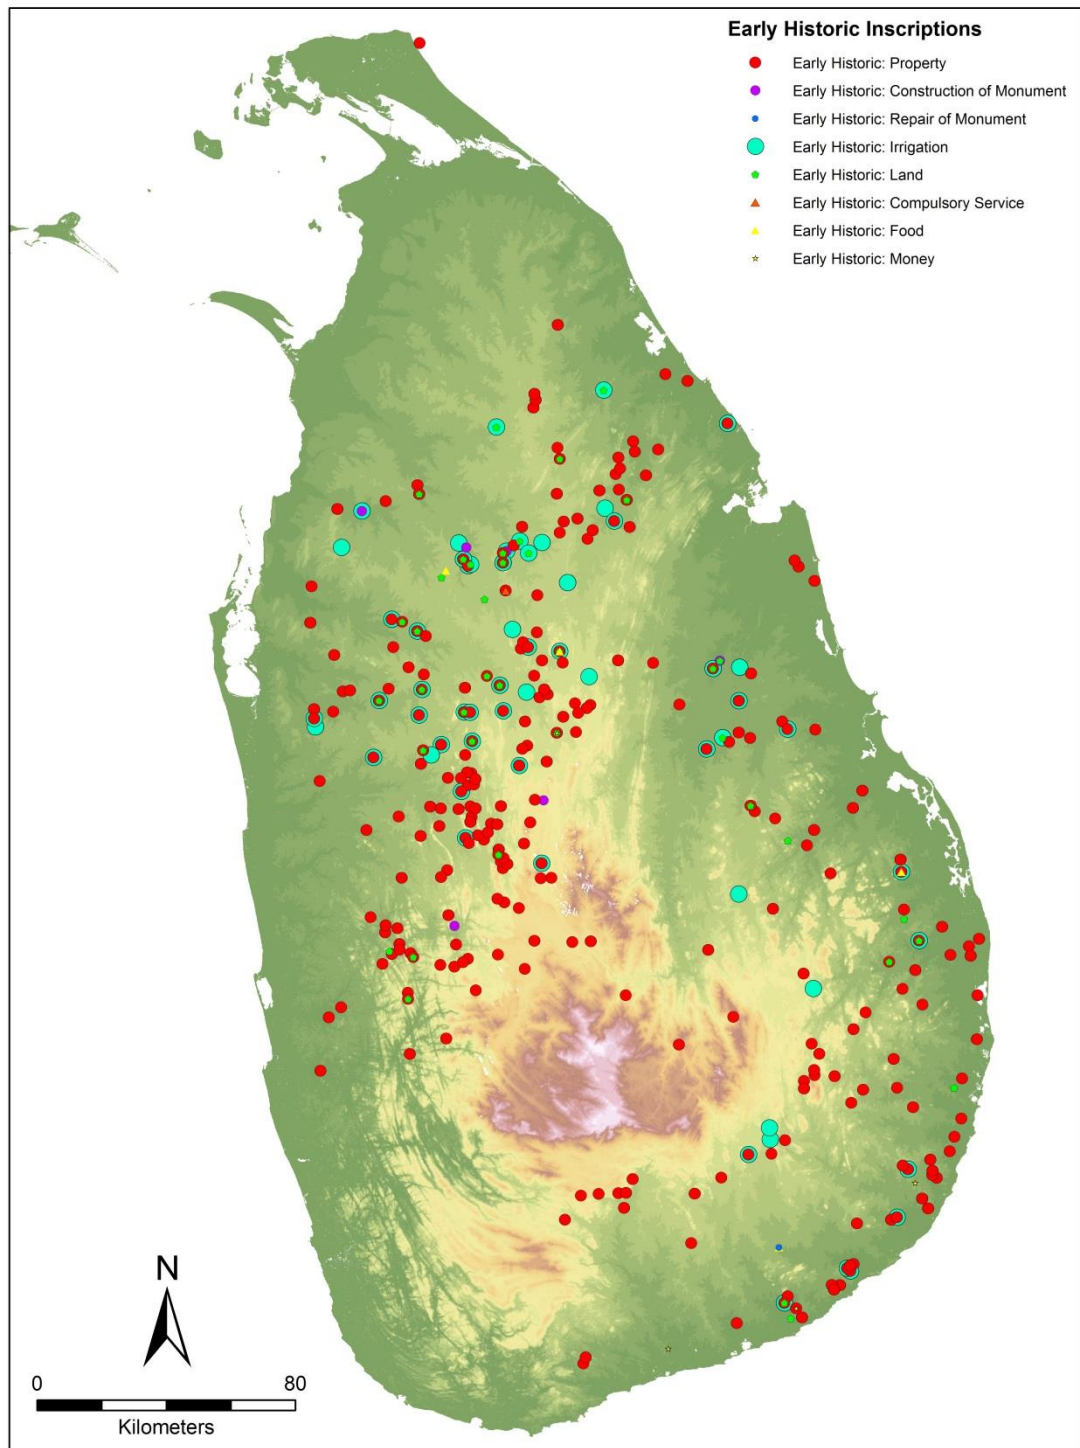 Early Historic Inscriptions
Early Historic: Property
Early Historic: Construction of Monument
Early Historic: Repair of Monument
Early Historic: Irrigation
Early Historic: Land
Early Historic: Compulsory Service
Early Historic: Food
Early Historic: Money
N
0 80
Kilometers